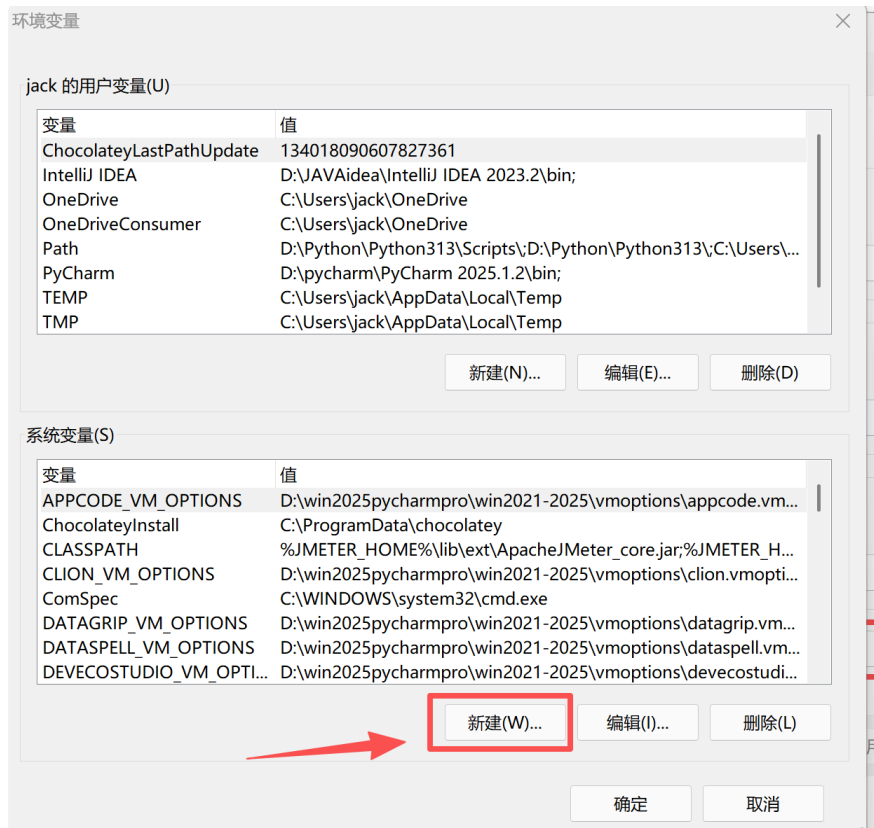 环境变量
jack 的用户变量(U)
变量 值
ChocolateyLastPathUpdate 134018090607827361
IntelliJ IDEA D:\JAVAidea\IntelliJ IDEA 2023.2\bin;
OneDrive C:\Users\jack\OneDrive
OneDriveConsumer C:\Users\jack\OneDrive
Path D:\Python\Python313\Scripts\;D:\Python\Python313\;C:\Users\...
PyCharm D:\pycharm\PyCharm 2025.1.2\bin;
TEMP C:\Users\jack\AppData\Local\Temp
TMP C:\Users\jack\AppData\Local\Temp
新建(N)... 编辑(E)... 删除(D)
系统变量(S)
变量 值
APPCODE_VM_OPTIONS D:\win2025pycharmpro\win2021-2025\vmoptions\appcode.vm...
ChocolateyInstall C:\ProgramData\chocolatey
CLASSPATH %JMETER_HOME%\lib\ext\ApacheJMeter_core.jar;%JMETER_H...
CLION_VM_OPTIONS D:\win2025pycharmpro\win2021-2025\vmoptions\clion.vmopti...
ComSpec C:\WINDOWS\system32\cmd.exe
DATAGRIP_VM_OPTIONS D:\win2025pycharmpro\win2021-2025\vmoptions\datagrip.vm...
DATASPELL_VM_OPTIONS D:\win2025pycharmpro\win2021-2025\vmoptions\dataspell.vm...
DEVECOSTUDIO_VM_OPTI... D:\win2025pycharmpro\win2021-2025\vmoptions\devecostudi...
新建(W)... 编辑(I)... 删除(L)
确定 取消